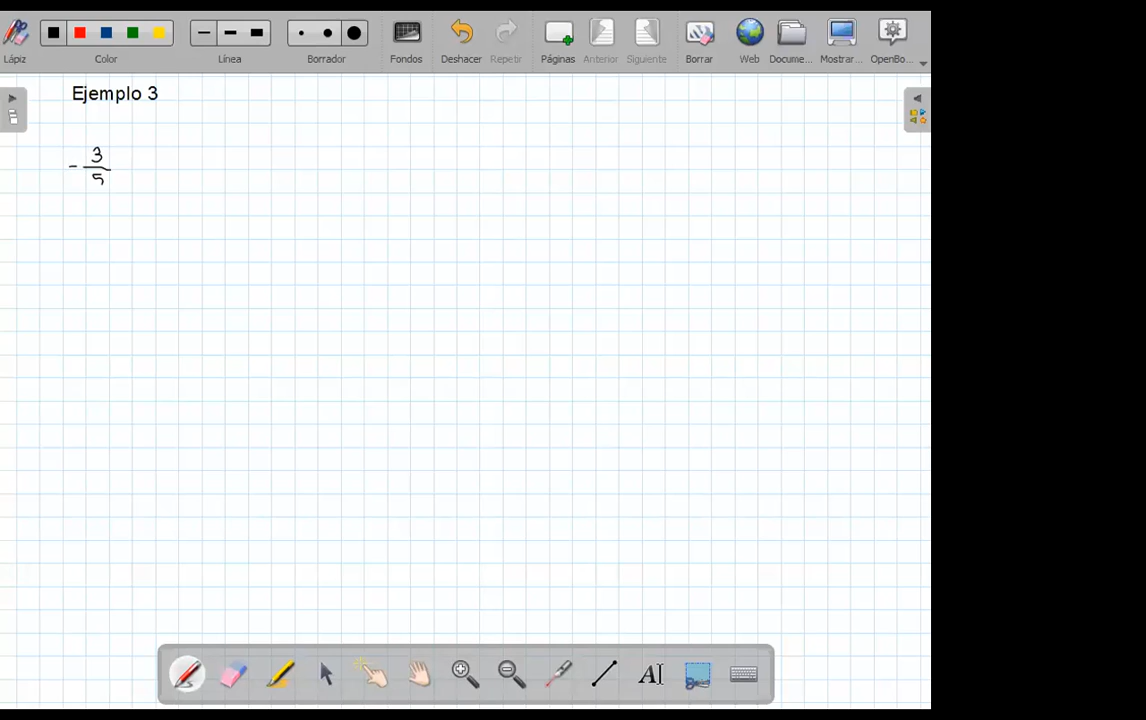 Lápiz Color Línea Borrador Fondos Deshacer Repetir Páginas Anterior Siguiente Borrar Web Docume... Mostrar... OpenBo...
Ejemplo 3
- 3/5
A